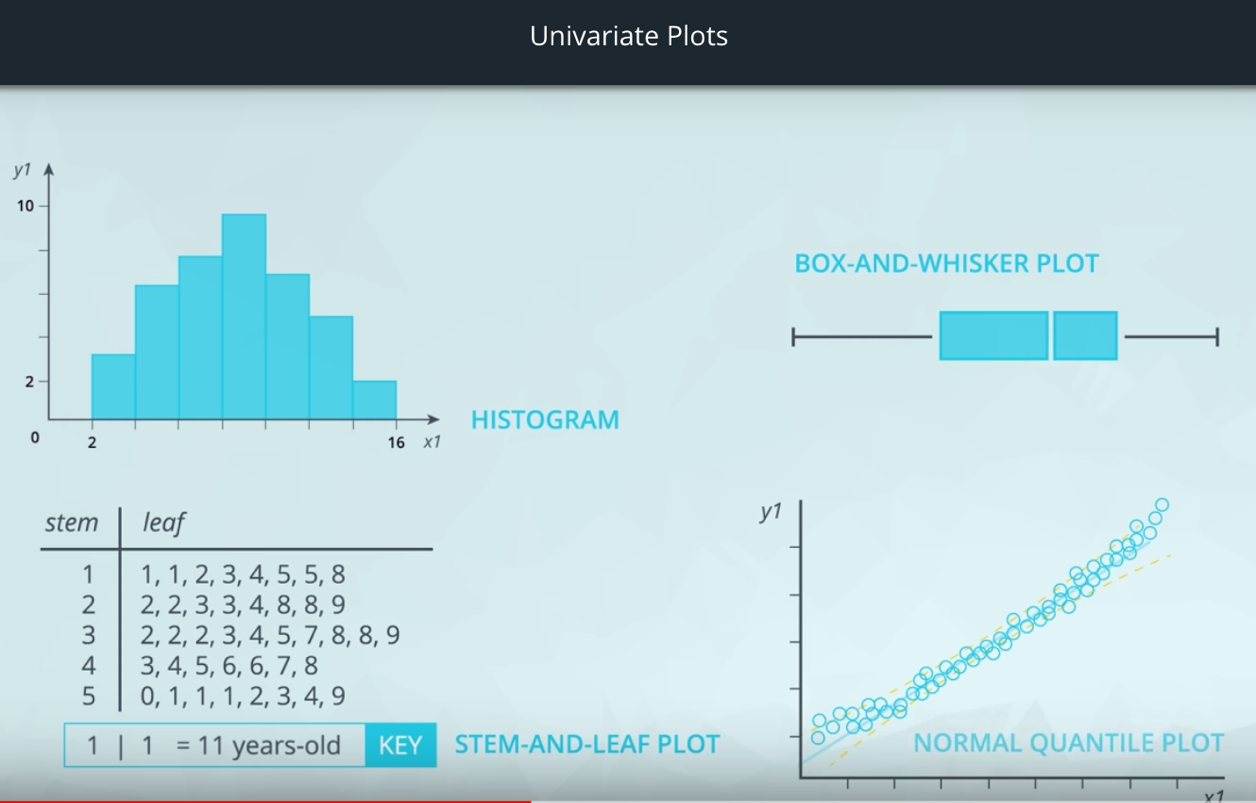 Univariate Plots
y1
10
2
0
2
16
x1
HISTOGRAM
BOX-AND-WHISKER PLOT
stem leaf
1 1, 1, 2, 3, 4, 5, 5, 8
2 2, 2, 3, 3, 4, 8, 8, 9
3 2, 2, 2, 3, 4, 5, 7, 8, 8, 9
4 3, 4, 5, 6, 6, 7, 8
5 0, 1, 1, 1, 2, 3, 4, 9
1 | 1 = 11 years-old KEY
STEM-AND-LEAF PLOT
y1
NORMAL QUANTILE PLOT
x1